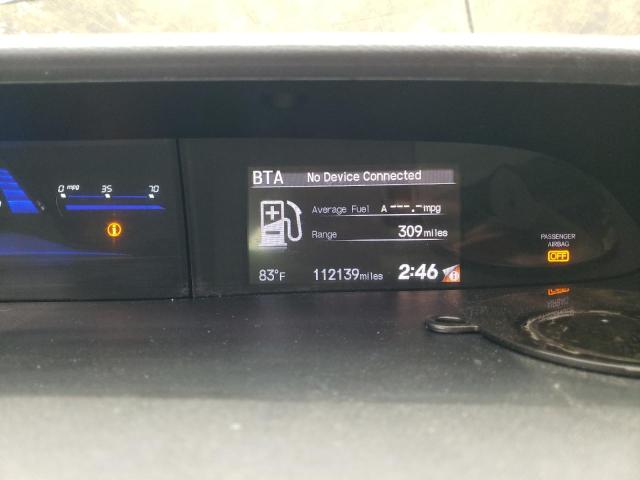 BTA No Device Connected
0 mpg 35 70
Average Fuel A ---.- mpg
Range 309 miles
PASSENGER
AIRBAG
OFF
83°F 112139 miles 2:46